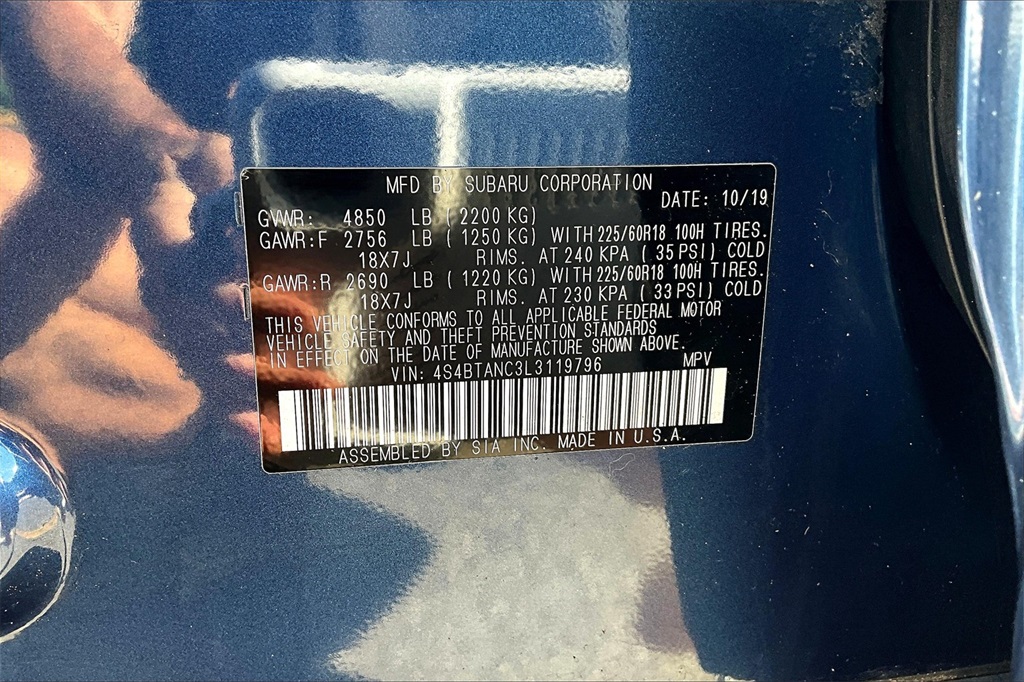 MFD BY SUBARU CORPORATION
DATE: 10/19
GVWR: 4850 LB (2200 KG)
GAWR:F 2756 LB (1250 KG) WITH 225/60R18 100H TIRES.
18X7J RIMS. AT 240 KPA (35 PSI) COLD
GAWR:R 2690 LB (1220 KG) WITH 225/60R18 100H TIRES.
18X7J RIMS. AT 230 KPA (33 PSI) COLD
THIS VEHICLE CONFORMS TO ALL APPLICABLE FEDERAL MOTOR
VEHICLE SAFETY AND THEFT PREVENTION STANDARDS
IN EFFECT ON THE DATE OF MANUFACTURE SHOWN ABOVE.
VIN: 4S4BTANC3L3119796 MPV
ASSEMBLED BY SIA INC. MADE IN U.S.A.